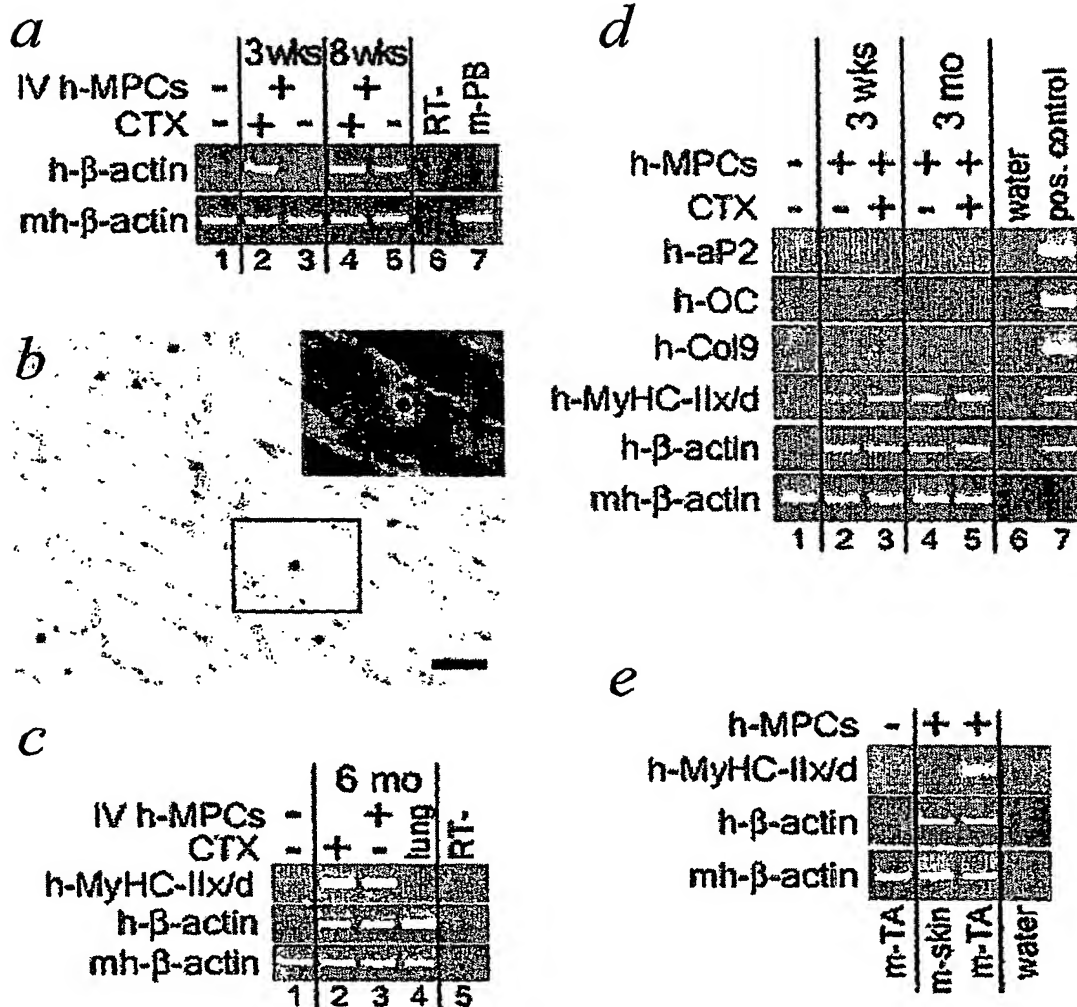 a
3 wks 8 wks
IV h-MPCs - + + RT- m-PB
CTX - + - + -
h-β-actin
mh-β-actin
1 2 3 4 5 6 7
b
c
6 mo
IV h-MPCs - + lung RT-
CTX - + -
h-MyHC-IIx/d
h-β-actin
mh-β-actin
1 2 3 4 5
d
3 wks 3 mo
h-MPCs - + + + + water pos. control
CTX - - + - +
h-aP2
h-OC
h-Col9
h-MyHC-IIx/d
h-β-actin
mh-β-actin
1 2 3 4 5 6 7
e
h-MPCs - + +
h-MyHC-IIx/d
h-β-actin
mh-β-actin
m-TA m-skin m-TA water